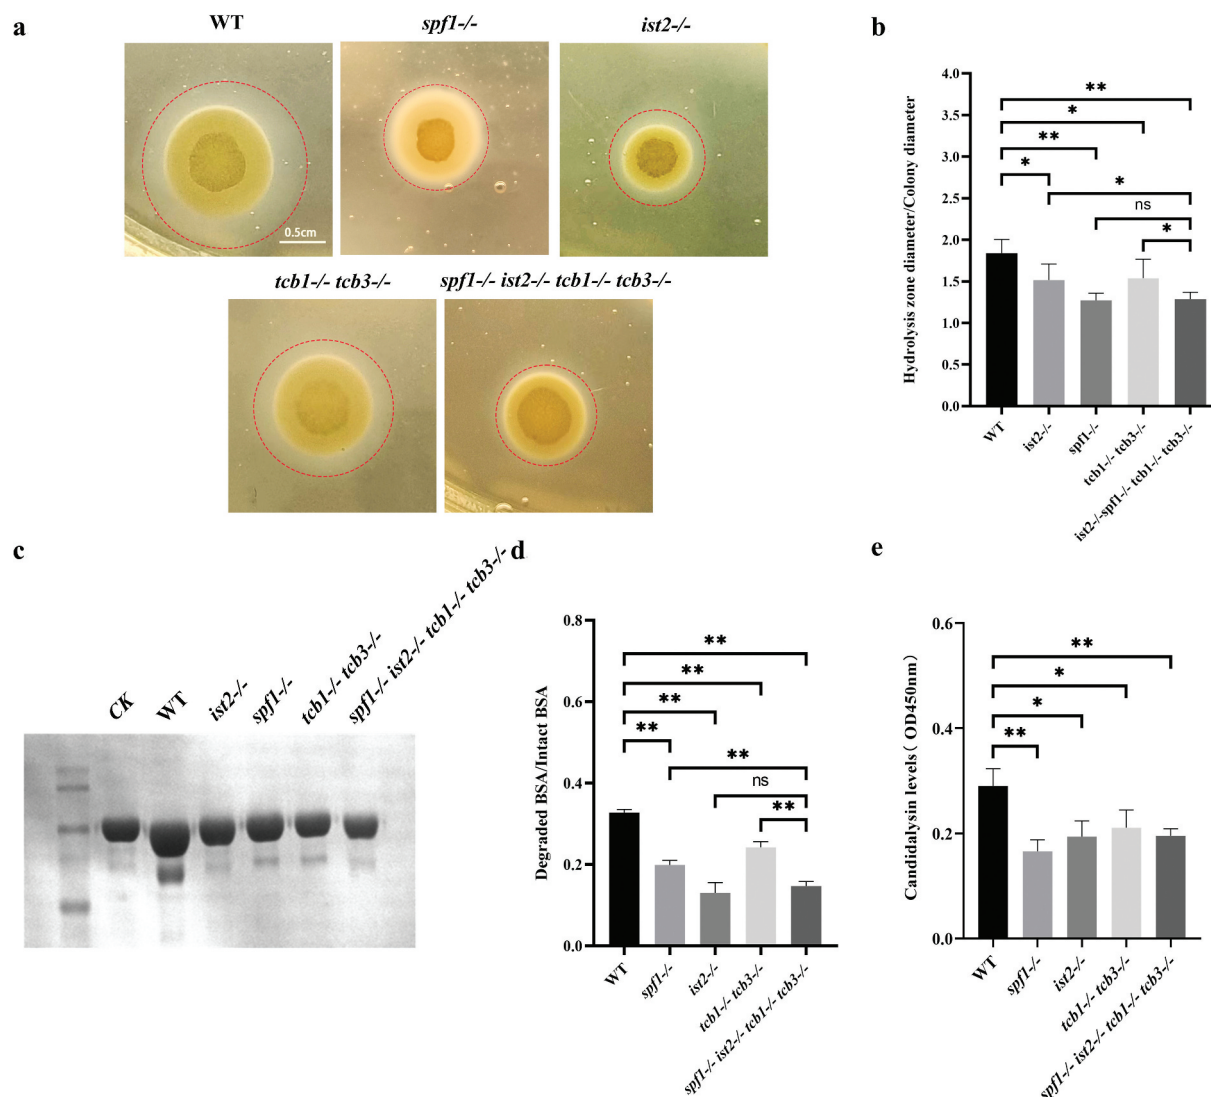 a
WT
spf1-/-
ist2-/-
0.5cm
tcb1-/- tcb3-/-
spf1-/- ist2-/- tcb1-/- tcb3-/-
b
Hydrolysis zone diameter/Colony diameter
4.0
3.5
3.0
2.5
2.0
1.5
1.0
0.5
0.0
**
*
**
*
*
ns
*
WT
ist2-/-
spf1-/-
tcb1-/- tcb3-/-
ist2-/-spf1-/- tcb1-/- tcb3-/-
c
CK
WT
ist2-/-
spf1-/-
tcb1-/- tcb3-/-
spf1-/- ist2-/- tcb1-/- tcb3-/-
d
Degraded BSA/Intact BSA
0.8
0.6
0.4
0.2
0.0
**
**
**
**
**
ns
**
WT
spf1-/-
ist2-/-
tcb1-/- tcb3-/-
spf1-/- ist2-/- tcb1-/- tcb3-/-
e
Candidalysin levels( OD450nm)
0.6
0.4
0.2
0.0
**
*
*
**
WT
spf1-/-
ist2-/-
tcb1-/- tcb3-/-
spf1-/- ist2-/- tcb1-/- tcb3-/-